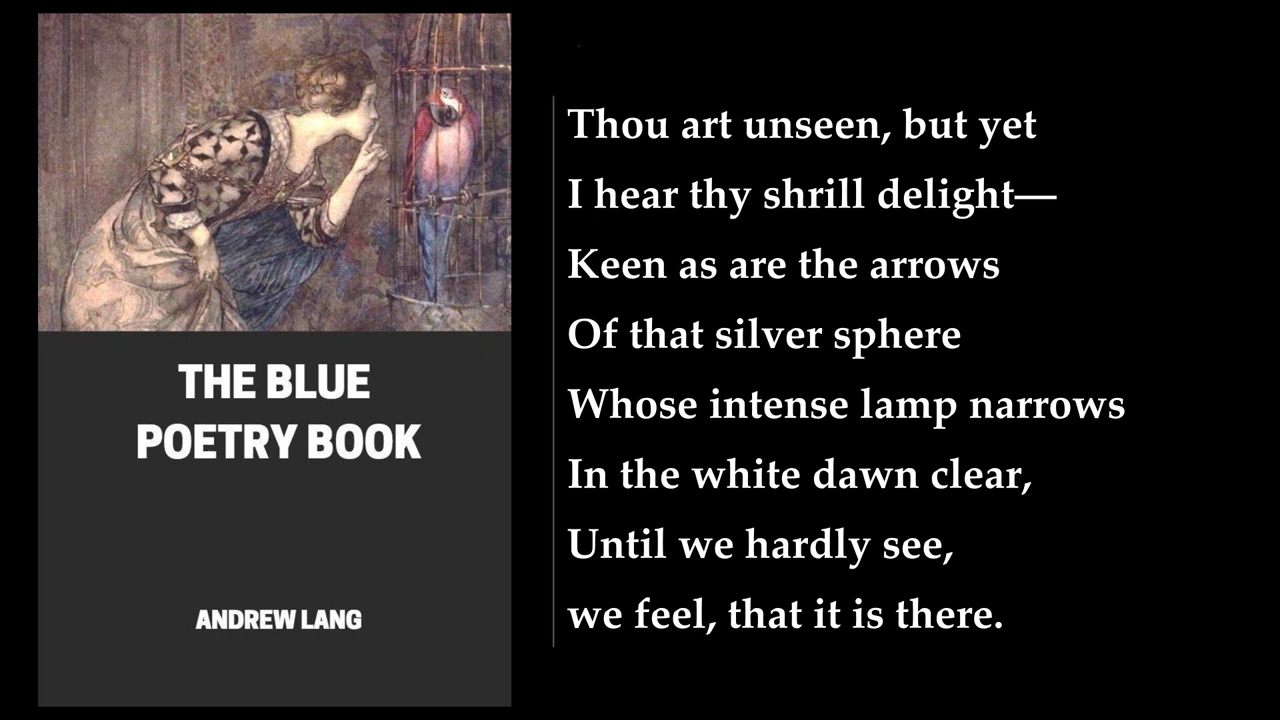 THE BLUE
POETRY BOOK
ANDREW LANG
Thou art unseen, but yet
I hear thy shrill delight—
Keen as are the arrows
Of that silver sphere
Whose intense lamp narrows
In the white dawn clear,
Until we hardly see,
we feel, that it is there.